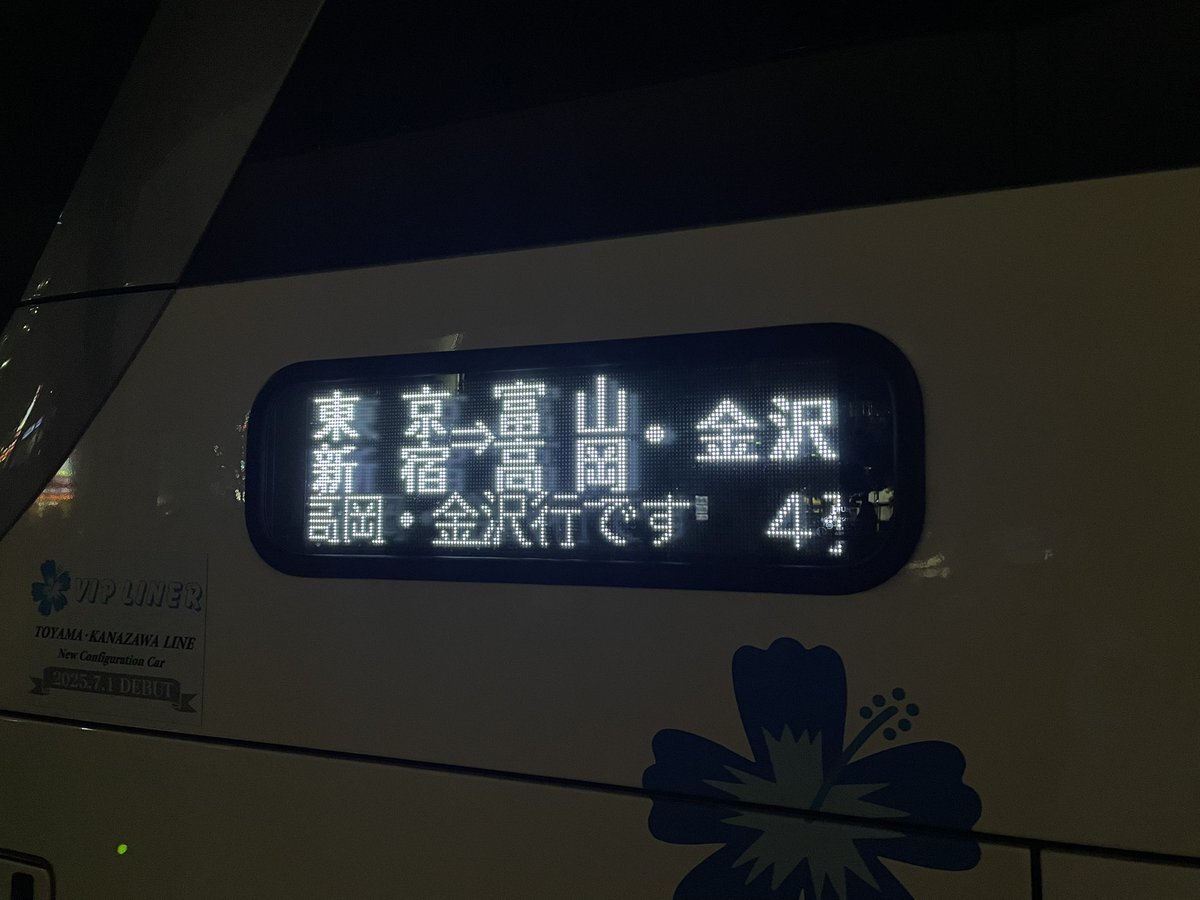 東京→富山・金沢
新宿 高岡
高岡・金沢行です 4
VIP LINER
TOYAMA・KANAZAWA LINE
New Configuration Car
2025.7.1 DEBUT